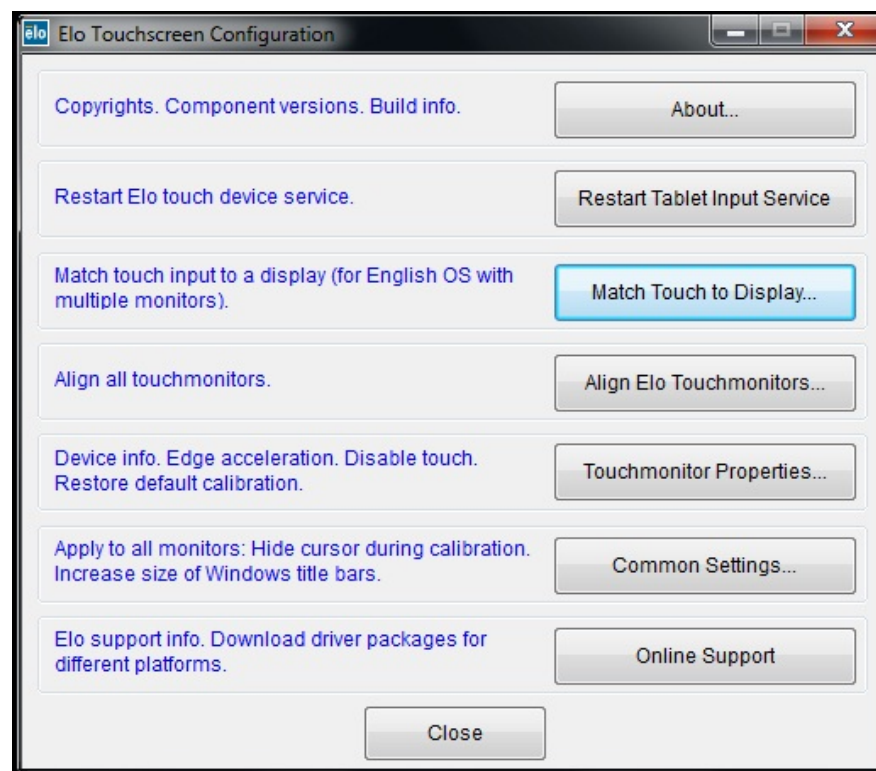 elo Elo Touchscreen Configuration
Copyrights. Component versions. Build info.
About...
Restart Elo touch device service.
Restart Tablet Input Service
Match touch input to a display (for English OS with
multiple monitors).
Match Touch to Display...
Align all touchmonitors.
Align Elo Touchmonitors...
Device info. Edge acceleration. Disable touch.
Restore default calibration.
Touchmonitor Properties...
Apply to all monitors: Hide cursor during calibration.
Increase size of Windows title bars.
Common Settings...
Elo support info. Download driver packages for
different platforms.
Online Support
Close